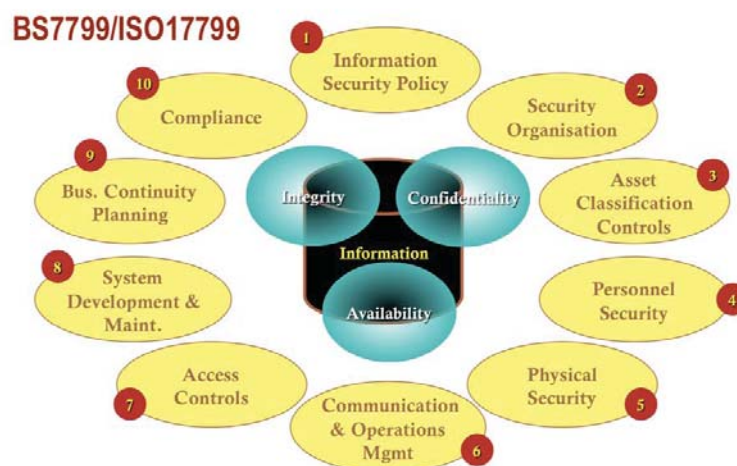 BS7799/ISO17799
1
Information
Security Policy
2
Security
Organisation
3
Asset
Classification
Controls
4
Personnel
Security
5
Physical
Security
6
Communication
& Operations
Mgmt
7
Access
Controls
8
System
Development &
Maint.
9
Bus. Continuity
Planning
10
Compliance
Integrity
Confidentiality
Information
Availability